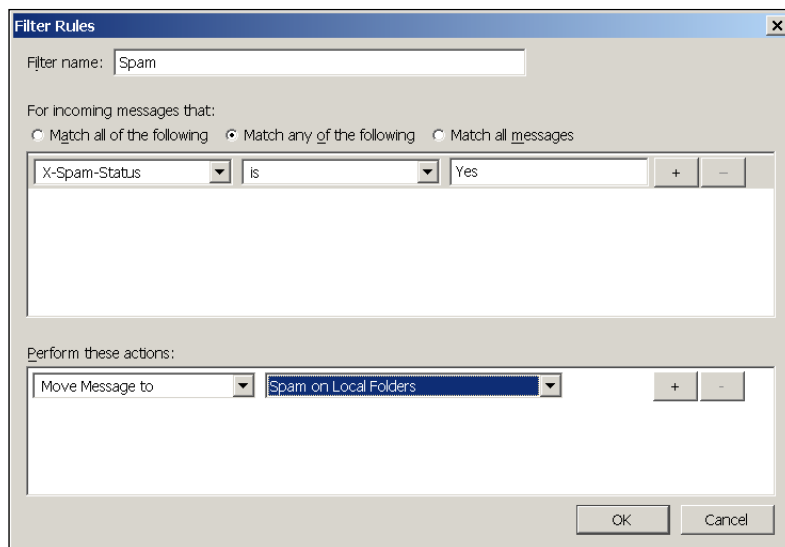 Filter Rules
Filter name: Spam
For incoming messages that:
Match all of the following Match any of the following Match all messages
X-Spam-Status is Yes + –
Perform these actions:
Move Message to Spam on Local Folders + -
OK Cancel